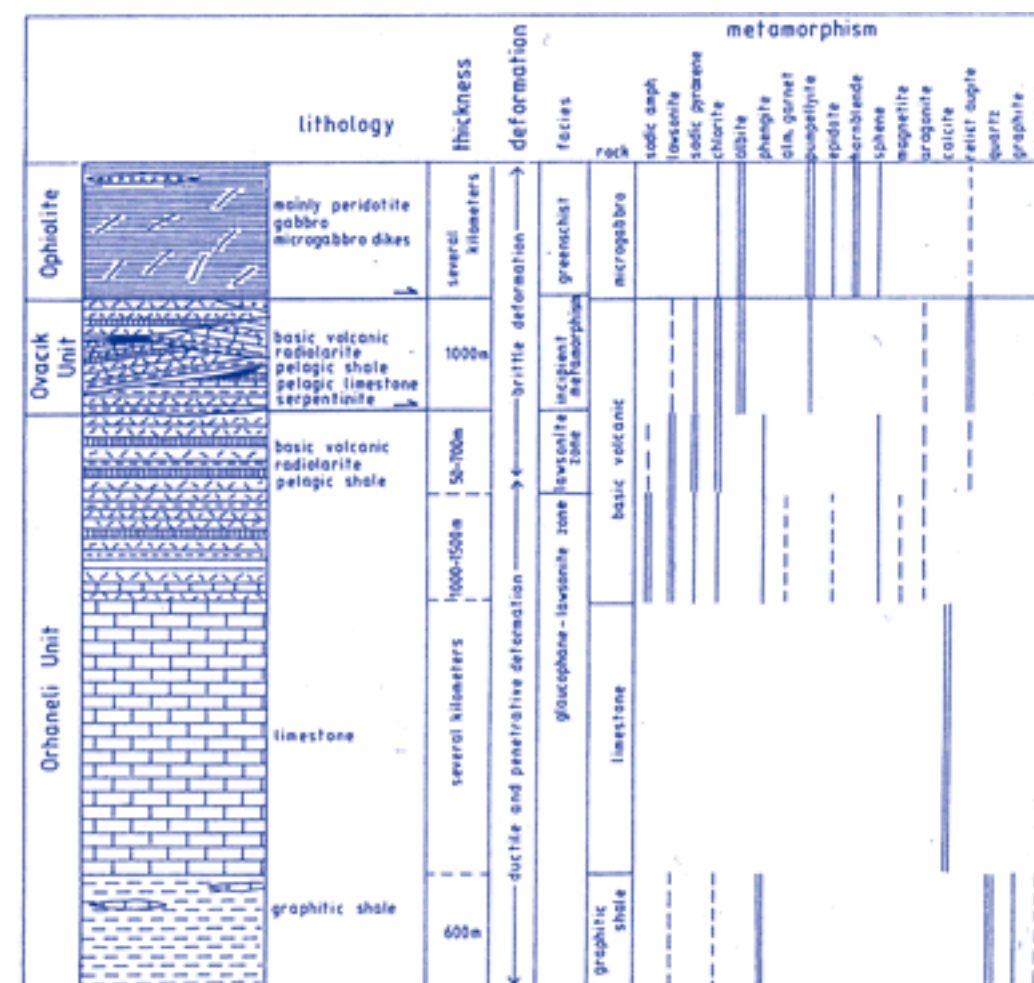 metamorphism
lithology
thickness
deformation
facies
rock
sodic amph
lawsonite
sodic pyroxene
chlorite
albite
phengite
alm. garnet
pumpellyite
epidote
hornblende
sphene
magnetite
aragonite
calcite
relict augite
quartz
graphite
Ophiolite
mainly peridotite
gabbro
microgabbro dikes
several
kilometers
greenschist
microgabbro
Ovacik
Unit
basic volcanic
radiolarite
pelagic shale
pelagic limestone
serpentinite
1000m
brittle deformation
incipient
metamorphism
basic volcanic
Orhaneli Unit
basic volcanic
radiolarite
pelagic shale
50-700m
lawsonite
zone
1000-1500m
glaucophane-lawsonite zone
ductile and penetrative deformation
limestone
several kilometers
limestone
graphitic shale
600m
graphitic
shale